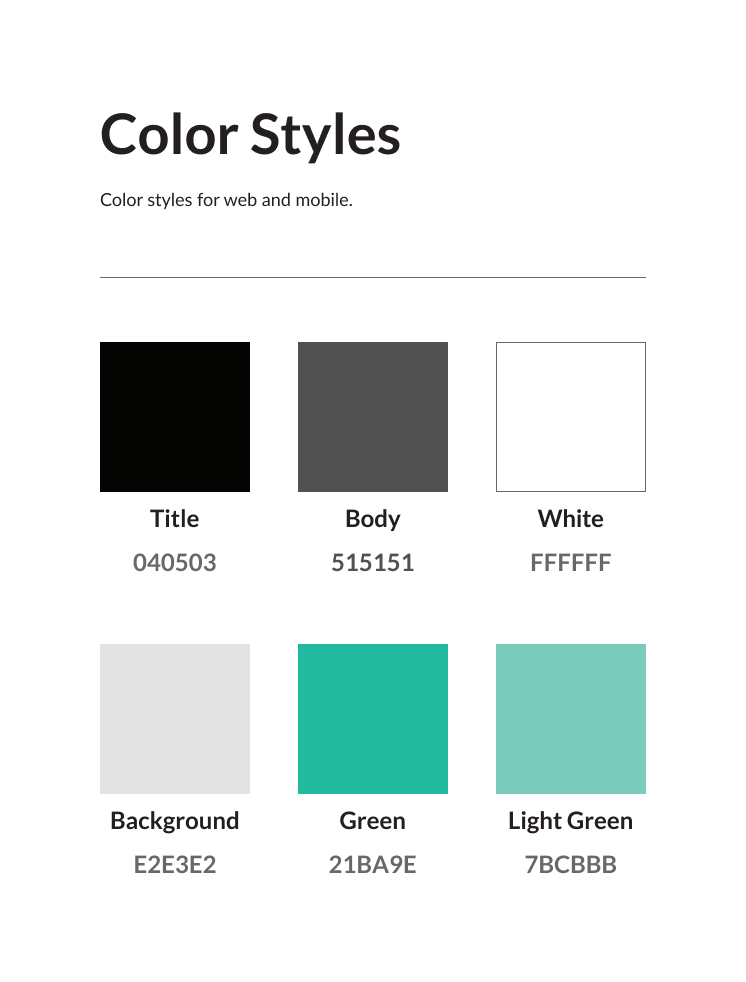 Color Styles
Color styles for web and mobile.
Title
Body
White
040503
515151
FFFFFF
Background
Green
Light Green
E2E3E2
21BA9E
7BCBBB